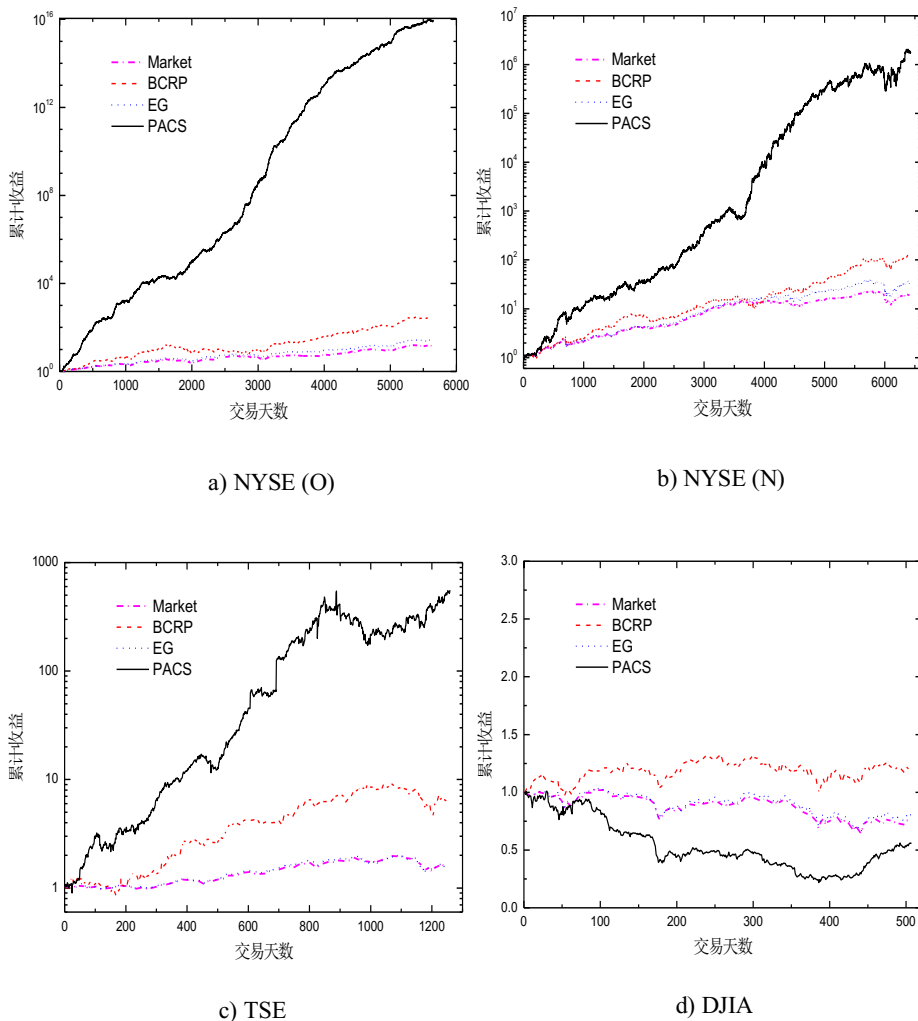 10^16
10^12
10^8
10^4
10^0
累计收益
Market
BCRP
EG
PACS
0 1000 2000 3000 4000 5000 6000
交易天数
a) NYSE (O)
10^7
10^6
10^5
10^4
10^3
10^2
10^1
10^0
累计收益
Market
BCRP
EG
PACS
0 1000 2000 3000 4000 5000 6000
交易天数
b) NYSE (N)
1000
100
10
1
累计收益
Market
BCRP
EG
PACS
0 200 400 600 800 1000 1200
交易天数
c) TSE
3.0
2.5
2.0
1.5
1.0
0.5
0.0
累计收益
Market
BCRP
EG
PACS
0 100 200 300 400 500
交易天数
d) DJIA